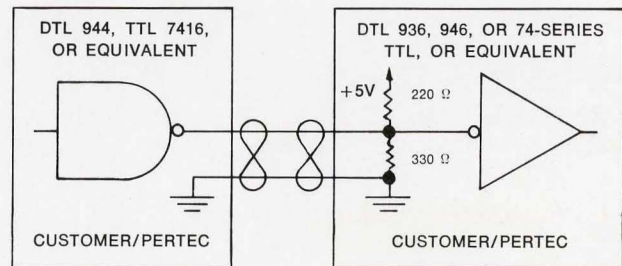 DTL 944, TTL 7416,
OR EQUIVALENT
DTL 936, 946, OR 74-SERIES
TTL, OR EQUIVALENT
+5V
220 Ω
330 Ω
CUSTOMER/PERTEC
CUSTOMER/PERTEC